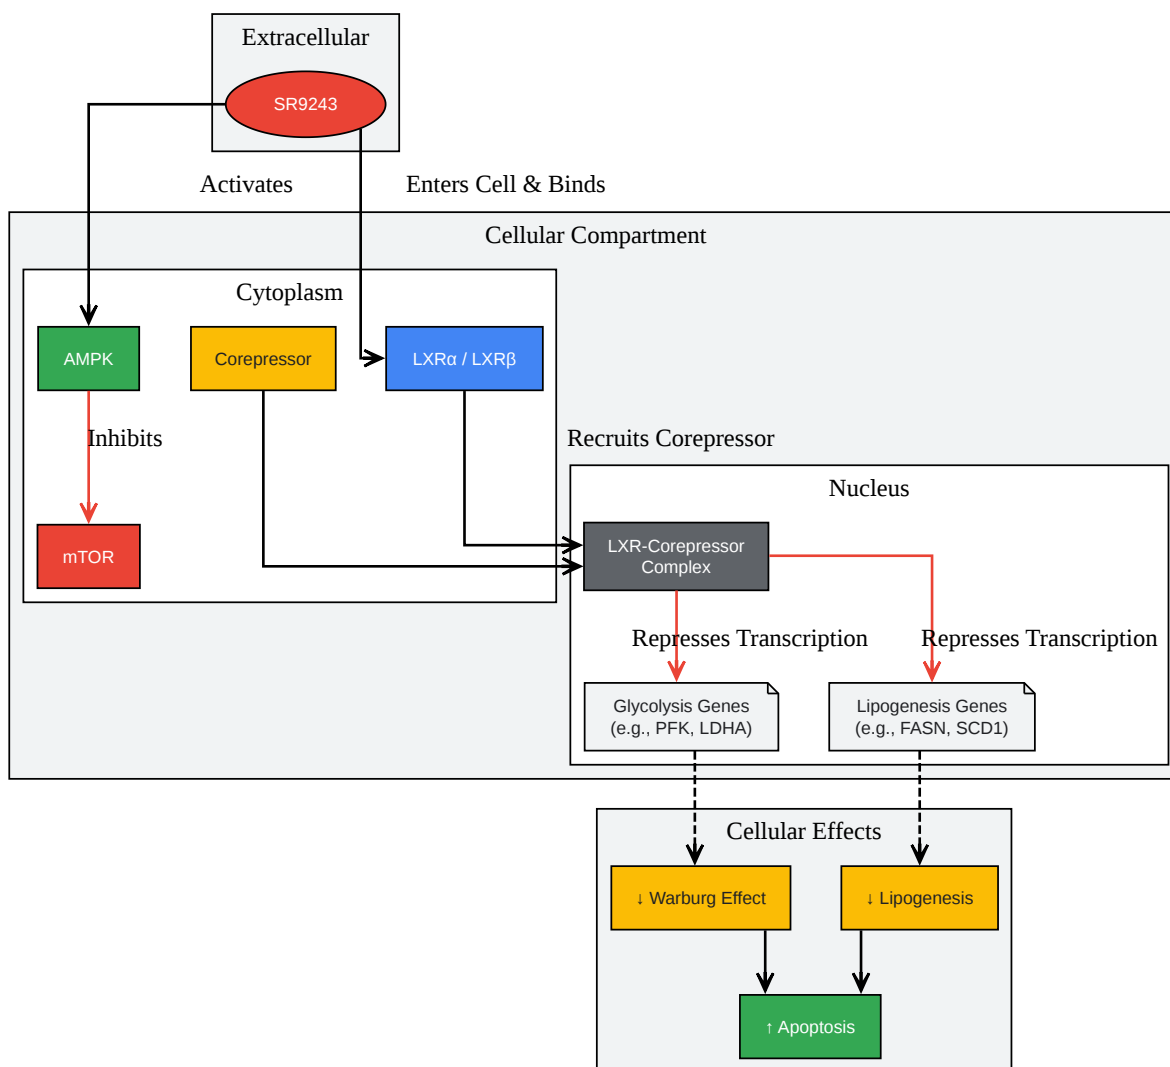 Extracellular
SR9243
Activates
Enters Cell & Binds
Cellular Compartment
Cytoplasm
AMPK
Corepressor
LXRα / LXRβ
Inhibits
Recruits Corepressor
Nucleus
mTOR
LXR-Corepressor
Complex
Represses Transcription
Represses Transcription
Glycolysis Genes
(e.g., PFK, LDHA)
Lipogenesis Genes
(e.g., FASN, SCD1)
Cellular Effects
↓ Warburg Effect
↓ Lipogenesis
↑ Apoptosis